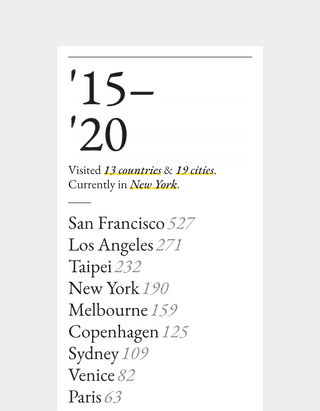 '15–
'20
Visited 13 countries & 19 cities.
Currently in New York.
San Francisco 527
Los Angeles 271
Taipei 232
New York 190
Melbourne 159
Copenhagen 125
Sydney 109
Venice 82
Paris 63